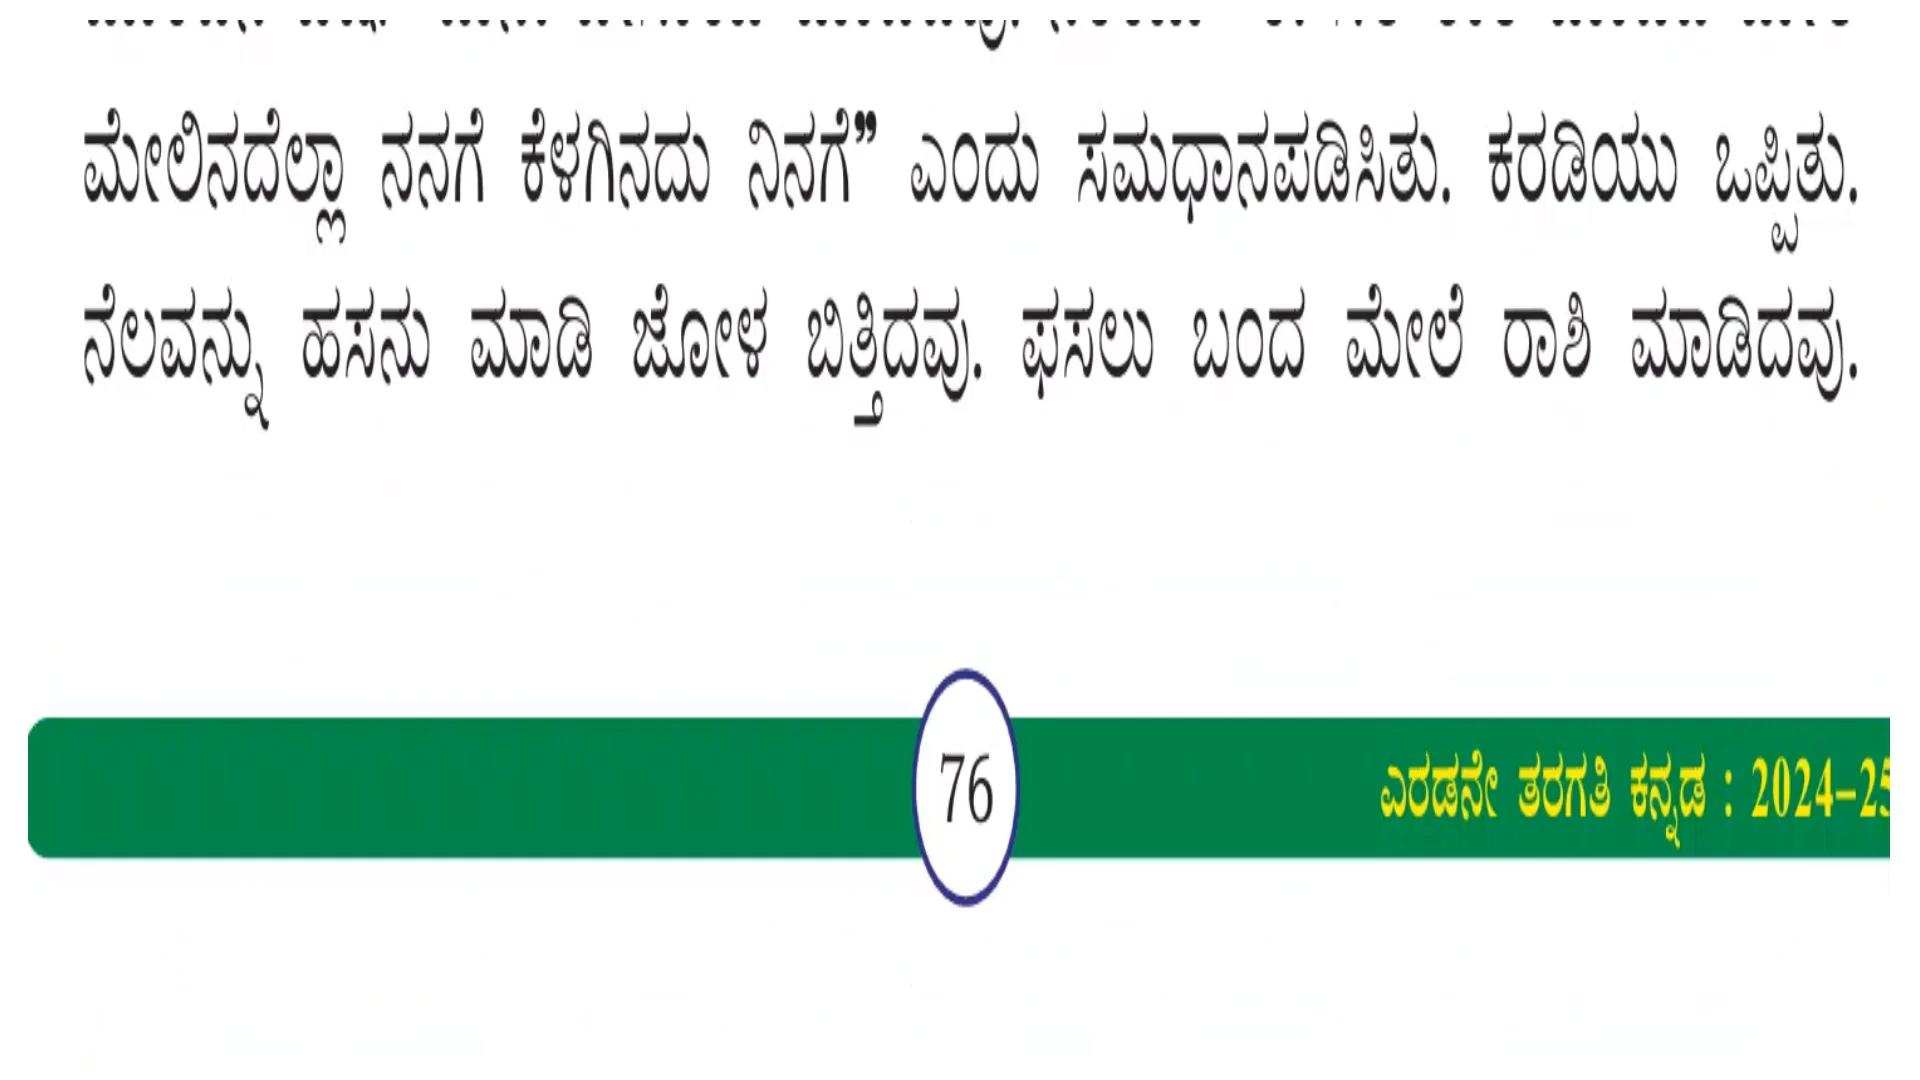 ಮೇಲಿನದೆಲ್ಲಾ ನನಗೆ ಕೆಳಗಿನದು ನಿನಗೆ” ಎಂದು ಸಮಧಾನಪಡಿಸಿತು. ಕರಡಿಯು ಒಪ್ಪಿತು.
ನೆಲವನ್ನು ಹಸನು ಮಾಡಿ ಜೋಳ ಬಿತ್ತಿದವು. ಫಸಲು ಬಂದ ಮೇಲೆ ರಾಶಿ ಮಾಡಿದವು.
76
ಎರಡನೇ ತರಗತಿ ಕನ್ನಡ : 2024–25